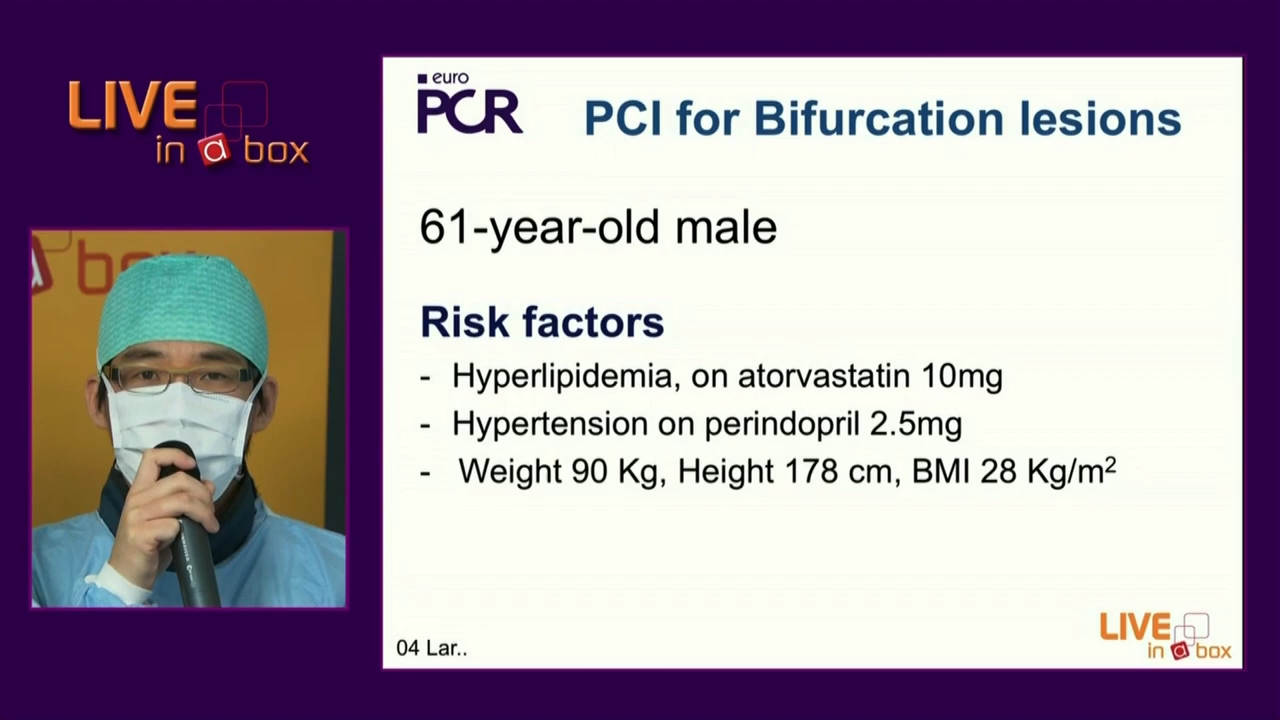 LIVE
in a box
a box
euro
PCR
PCI for Bifurcation lesions
61-year-old male
Risk factors
- Hyperlipidemia, on atorvastatin 10mg
- Hypertension on perindopril 2.5mg
- Weight 90 Kg, Height 178 cm, BMI 28 Kg/m²
04 Lar..
LIVE
in a box